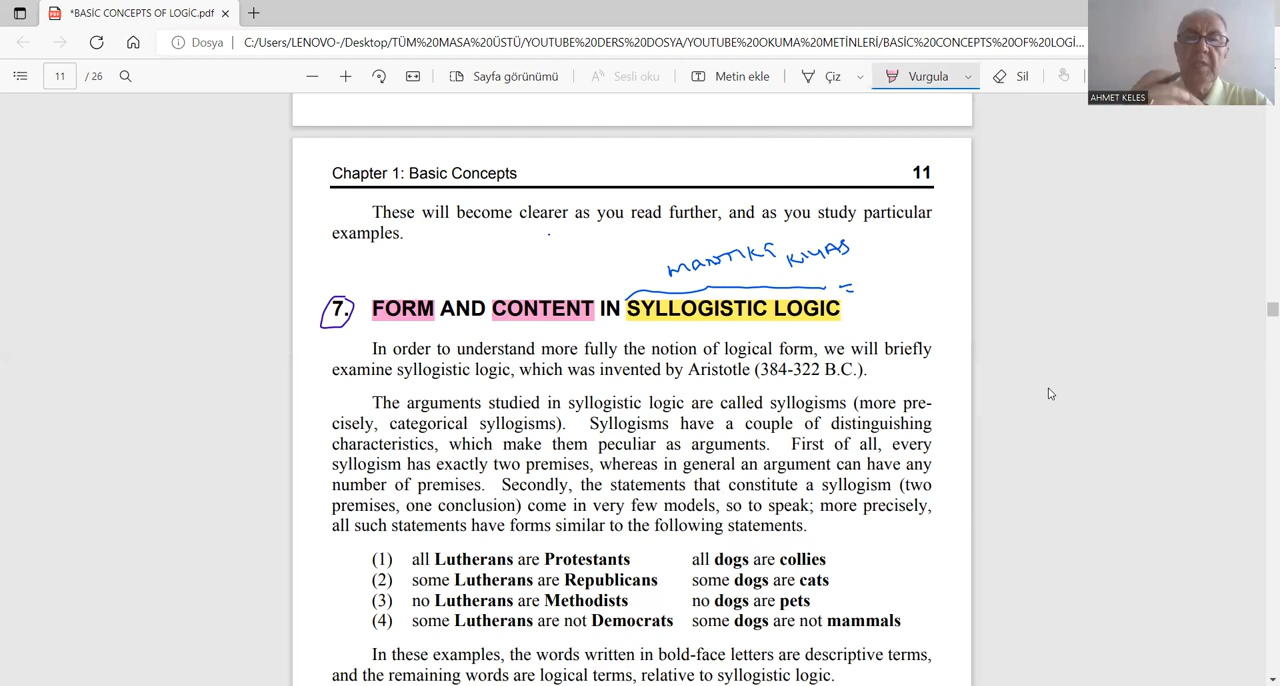 *BASİC CONCEPTS OF LOGİC.pdf
Dosya
C:/Users/LENOVO-/Desktop/TÜM%20MASA%20ÜSTÜ/YOUTUBE%20DERS%20DOSYA/YOUTUBE%20OKUMA%20METİNLERİ/BASİC%20CONCEPTS%20OF%20LOGİ...
11 / 26
Sayfa görünümü
Sesli oku
Metin ekle
Çiz
Vurgula
Sil
AHMET KELES
Chapter 1: Basic Concepts 11
These will become clearer as you read further, and as you study particular
examples.
MANTIKİ KIYAS
7. FORM AND CONTENT IN SYLLOGISTIC LOGIC
In order to understand more fully the notion of logical form, we will briefly
examine syllogistic logic, which was invented by Aristotle (384-322 B.C.).
The arguments studied in syllogistic logic are called syllogisms (more pre-
cisely, categorical syllogisms). Syllogisms have a couple of distinguishing
characteristics, which make them peculiar as arguments. First of all, every
syllogism has exactly two premises, whereas in general an argument can have any
number of premises. Secondly, the statements that constitute a syllogism (two
premises, one conclusion) come in very few models, so to speak; more precisely,
all such statements have forms similar to the following statements.
(1) all Lutherans are Protestants all dogs are collies
(2) some Lutherans are Republicans some dogs are cats
(3) no Lutherans are Methodists no dogs are pets
(4) some Lutherans are not Democrats some dogs are not mammals
In these examples, the words written in bold-face letters are descriptive terms,
and the remaining words are logical terms, relative to syllogistic logic.